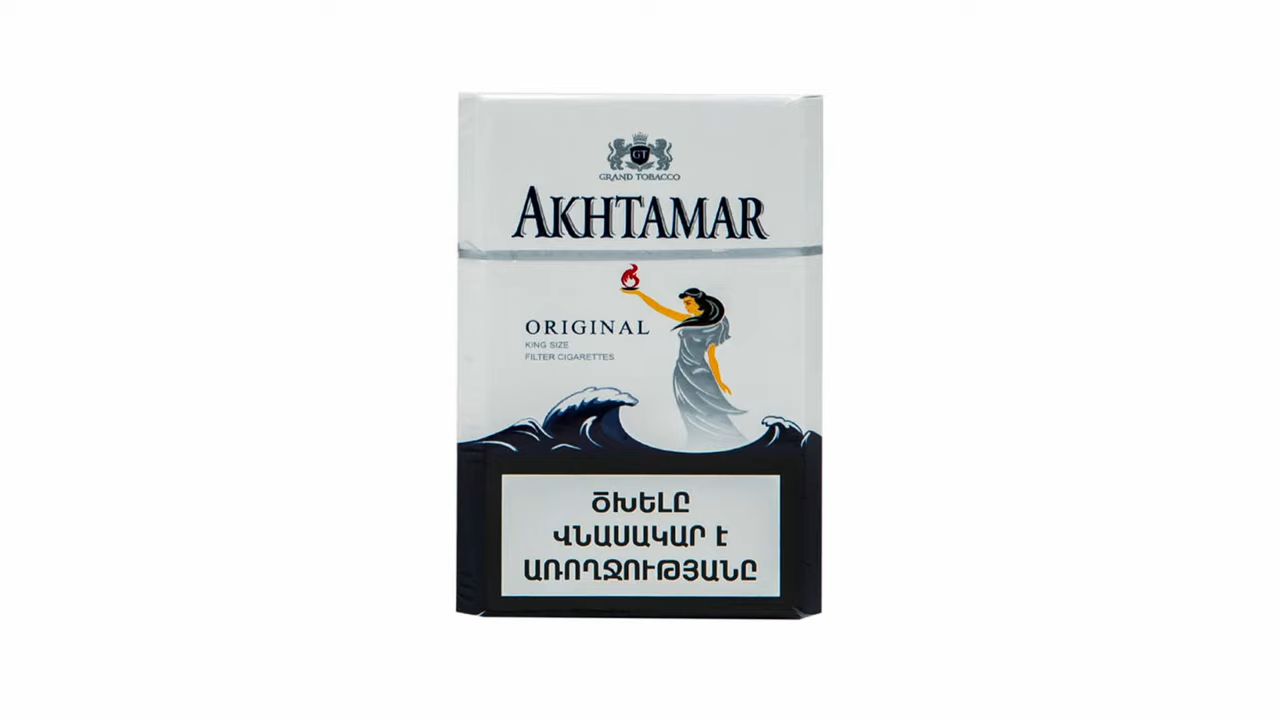 GT
GRAND TOBACCO
AKHTAMAR
ORIGINAL
KING SIZE
FILTER CIGARETTES
ԾԽԵԼԸ
ՎՆԱՍԱԿԱՐ Է
ԱՌՈՂՋՈՒԹՅԱՆԸ